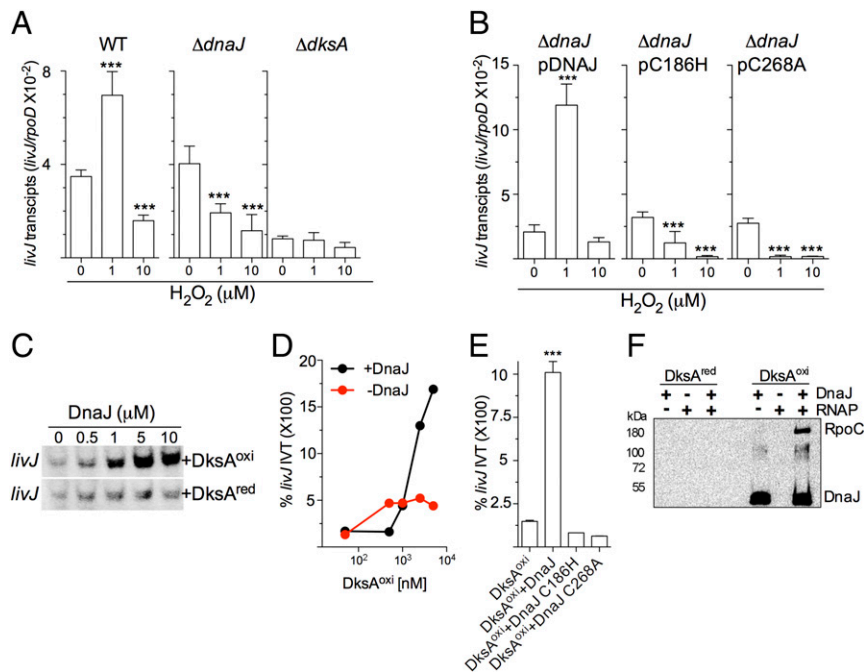 A
WT
ΔdnaJ
ΔdksA
livJ transcipts (livJ/rpoD X10-2)
8
4
***
***
***
***
0 1 10 0 1 10 0 1 10
H2O2 (μM)
B
ΔdnaJ pDNAJ
ΔdnaJ pC186H
ΔdnaJ pC268A
livJ transcripts (livJ/rpoD X10-2)
15
10
5
***
***
***
***
***
0 1 10 0 1 10 0 1 10
H2O2 (μM)
C
DnaJ (μM)
0 0.5 1 5 10
livJ +DksAoxi
livJ +DksAred
D
+DnaJ
-DnaJ
% livJ IVT (X100)
20
15
10
5
0
10² 10³ 10⁴
DksAoxi [nM]
E
% livJ IVT (X100)
10
7.5
5
2.5
***
DksAoxi
DksAoxi+DnaJ
DksAoxi+DnaJ C186H
DksAoxi+DnaJ C268A
F
DksAred DksAoxi
+ - + + - + DnaJ
- + + - + + RNAP
kDa
180
100
72
55
RpoC
DnaJ